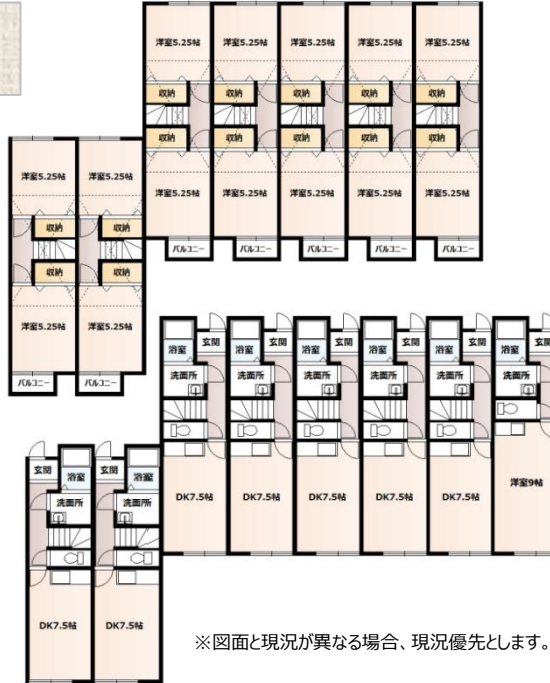 洋室5.25帖 洋室5.25帖 洋室5.25帖 洋室5.25帖 洋室5.25帖
収納 収納 収納 収納 収納
収納 収納 収納 収納 収納
洋室5.25帖 洋室5.25帖 洋室5.25帖 洋室5.25帖 洋室5.25帖
バルコニー バルコニー バルコニー バルコニー バルコニー
洋室5.25帖 洋室5.25帖
収納 収納
収納 収納
洋室5.25帖 洋室5.25帖
バルコニー バルコニー
浴室 玄関 浴室 玄関 浴室 玄関 浴室 玄関 浴室 玄関 浴室 玄関
洗面所 洗面所 洗面所 洗面所 洗面所 洗面所
DK7.5帖 DK7.5帖 DK7.5帖 DK7.5帖 DK7.5帖 洋室9帖
玄関 浴室 玄関 浴室
洗面所 洗面所
DK7.5帖 DK7.5帖
※図面と現況が異なる場合、現況優先とします。